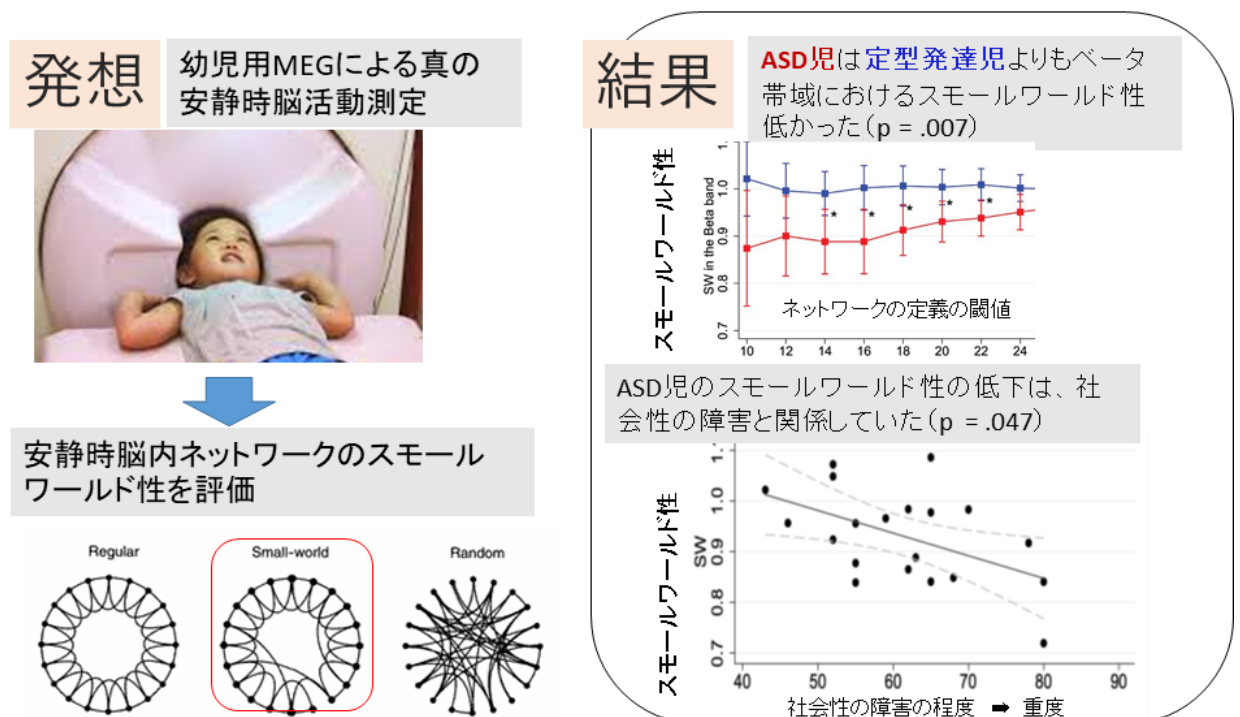 発想
幼児用MEGによる真の
安静時脳活動測定
安静時脳内ネットワークのスモール
ワールド性を評価
Regular
Small-world
Random
結果
ASD児は定型発達児よりもベータ
帯域におけるスモールワールド性
低かった(p = .007)
スモールワールド性
SW in the Beta band
1.0
0.9
0.8
0.7
* * * * *
ネットワークの定義の閾値
10 12 14 16 18 20 22 24
ASD児のスモールワールド性の低下は、社
会性の障害と関係していた(p = .047)
スモールワールド性
SW
1.0
0.9
0.8
0.7
40 50 60 70 80 90
社会性の障害の程度 ➡ 重度